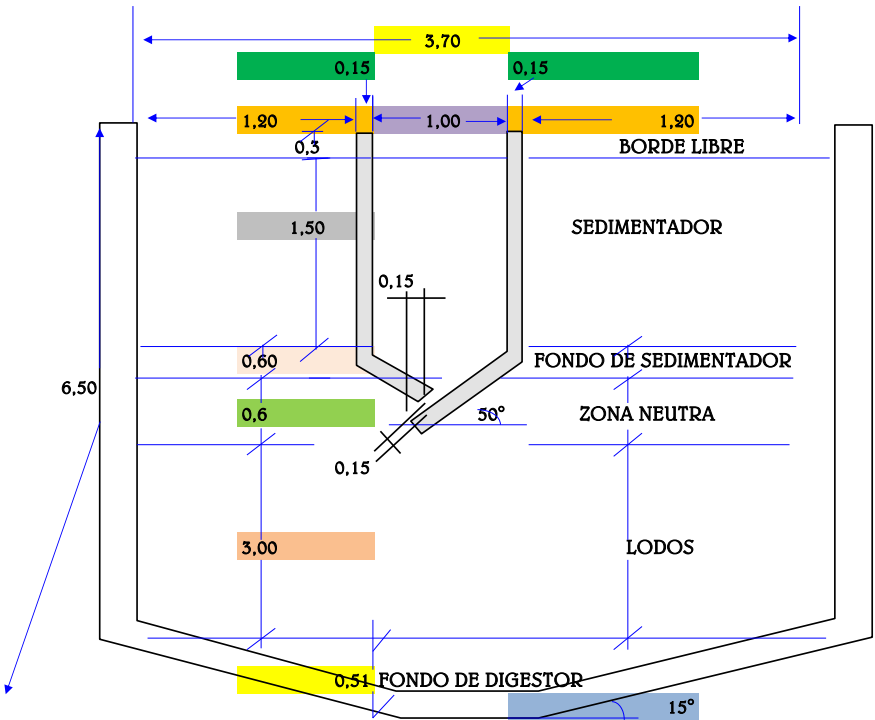 3,70
0,15 0,15
1,20 1,00 1,20
0,3 BORDE LIBRE
1,50 SEDIMENTADOR
0,15
0,60 FONDO DE SEDIMENTADOR
6,50
0,6 50° ZONA NEUTRA
0,15
3,00 LODOS
0,51 FONDO DE DIGESTOR
15°